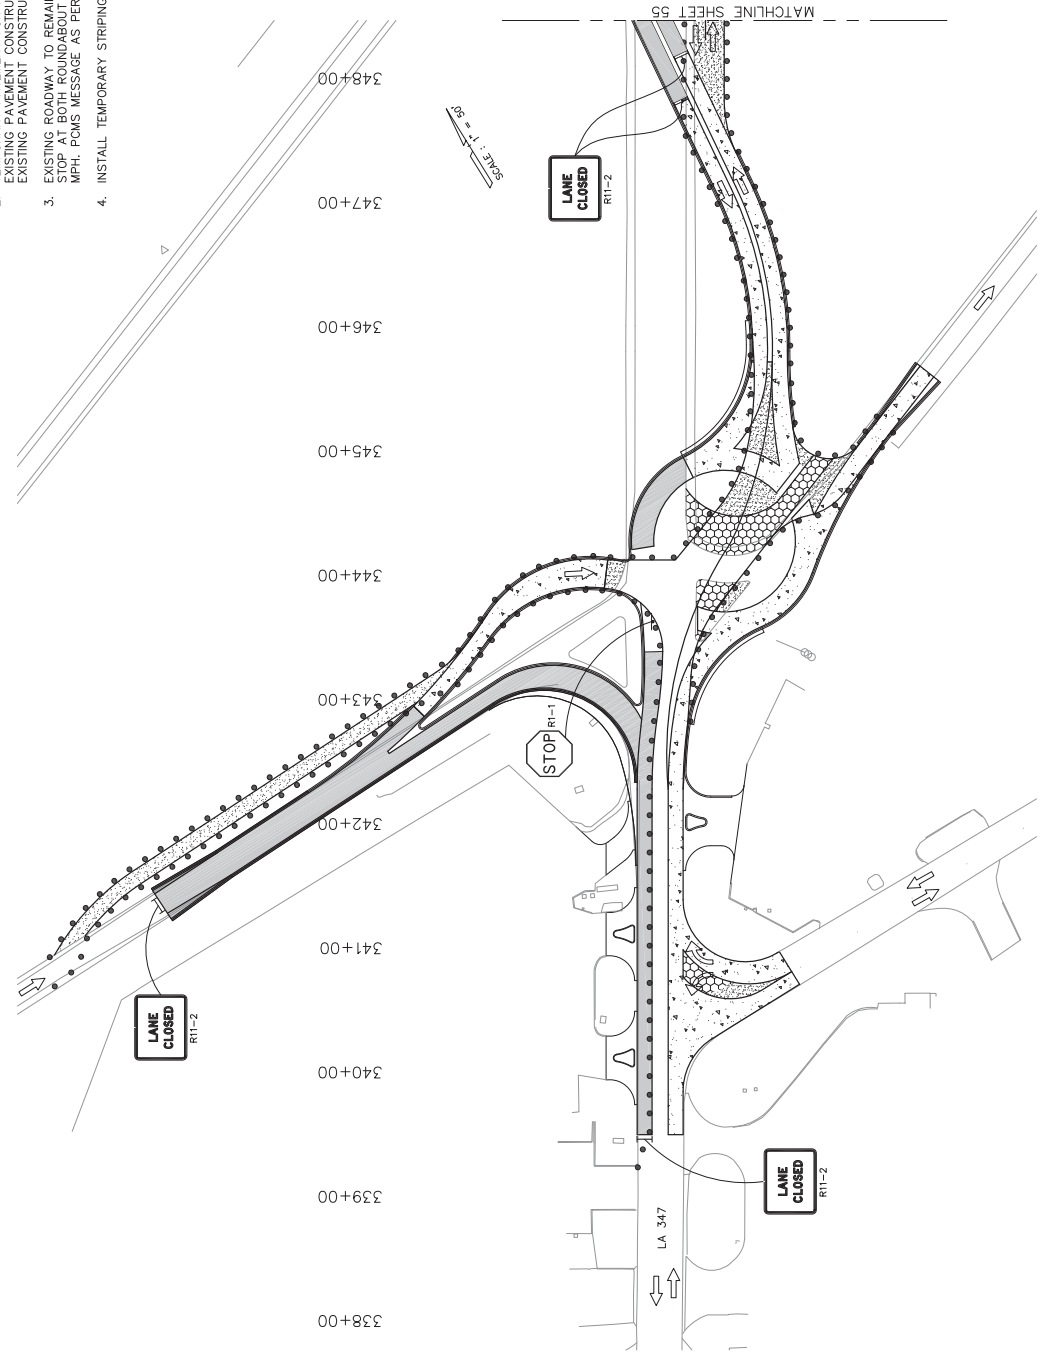 EXISTING PAVEMENT CONSTRU
EXISTING PAVEMENT CONSTRU
3. EXISTING ROADWAY TO REMAI
STOP AT BOTH ROUNDABOUT
MPH. PCMS MESSAGE AS PER
4. INSTALL TEMPORARY STRIPING
MATCHLINE SHEET 55
348+00
SCALE : 1" = 50'
LANE
CLOSED
R11-2
347+00
346+00
345+00
344+00
343+00
STOP
R1-1
342+00
341+00
LANE
CLOSED
R11-2
340+00
LANE
CLOSED
R11-2
339+00
LA 347
338+00